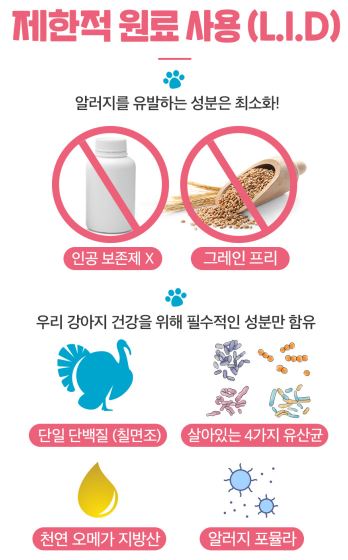 제한적 원료 사용 (L.I.D)
알러지를 유발하는 성분은 최소화!
인공 보존제 X
그레인 프리
우리 강아지 건강을 위해 필수적인 성분만 함유
단일 단백질 (칠면조)
살아있는 4가지 유산균
천연 오메가 지방산
알러지 포뮬라